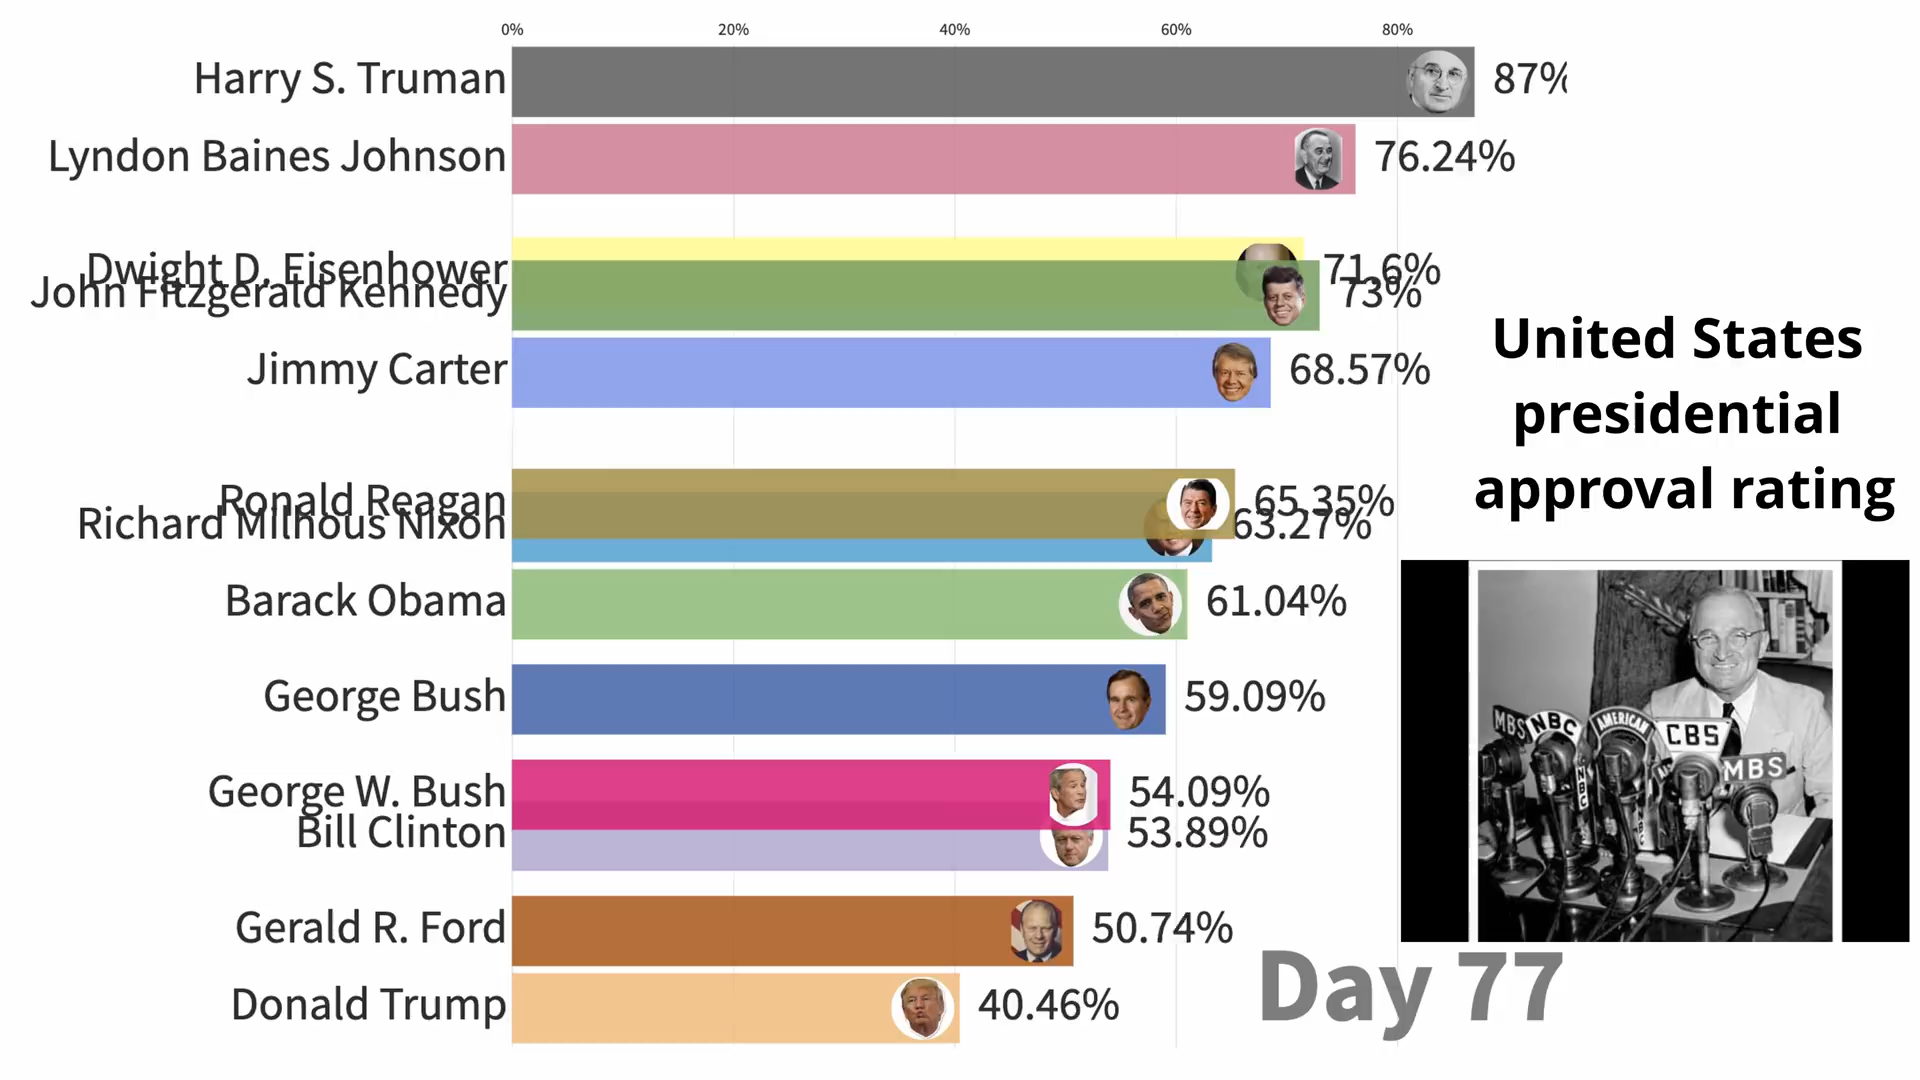 0% 20% 40% 60% 80%
Harry S. Truman 87%
Lyndon Baines Johnson 76.24%
Dwight D. Eisenhower 71.6%
John Fitzgerald Kennedy 73%
Jimmy Carter 68.57%
Ronald Reagan 65.35%
Richard Milhous Nixon 63.27%
Barack Obama 61.04%
George Bush 59.09%
George W. Bush 54.09%
Bill Clinton 53.89%
Gerald R. Ford 50.74%
Donald Trump 40.46%
United States
presidential
approval rating
MBS NBC AMERICAN CBS MBS
NBC
Day 77